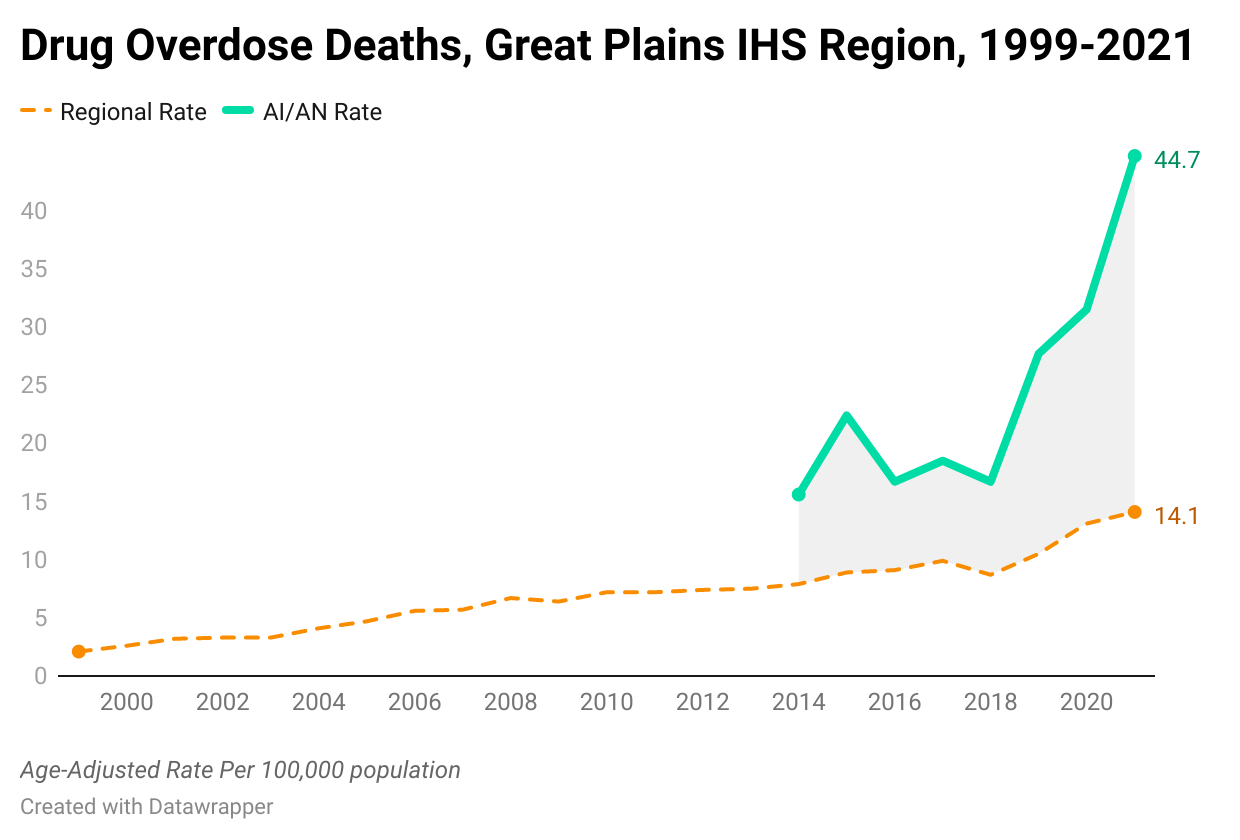 Drug Overdose Deaths, Great Plains IHS Region, 1999-2021
Regional Rate AI/AN Rate
44.7
40
35
30
25
20
15
14.1
10
5
0
2000 2002 2004 2006 2008 2010 2012 2014 2016 2018 2020
Age-Adjusted Rate Per 100,000 population
Created with Datawrapper